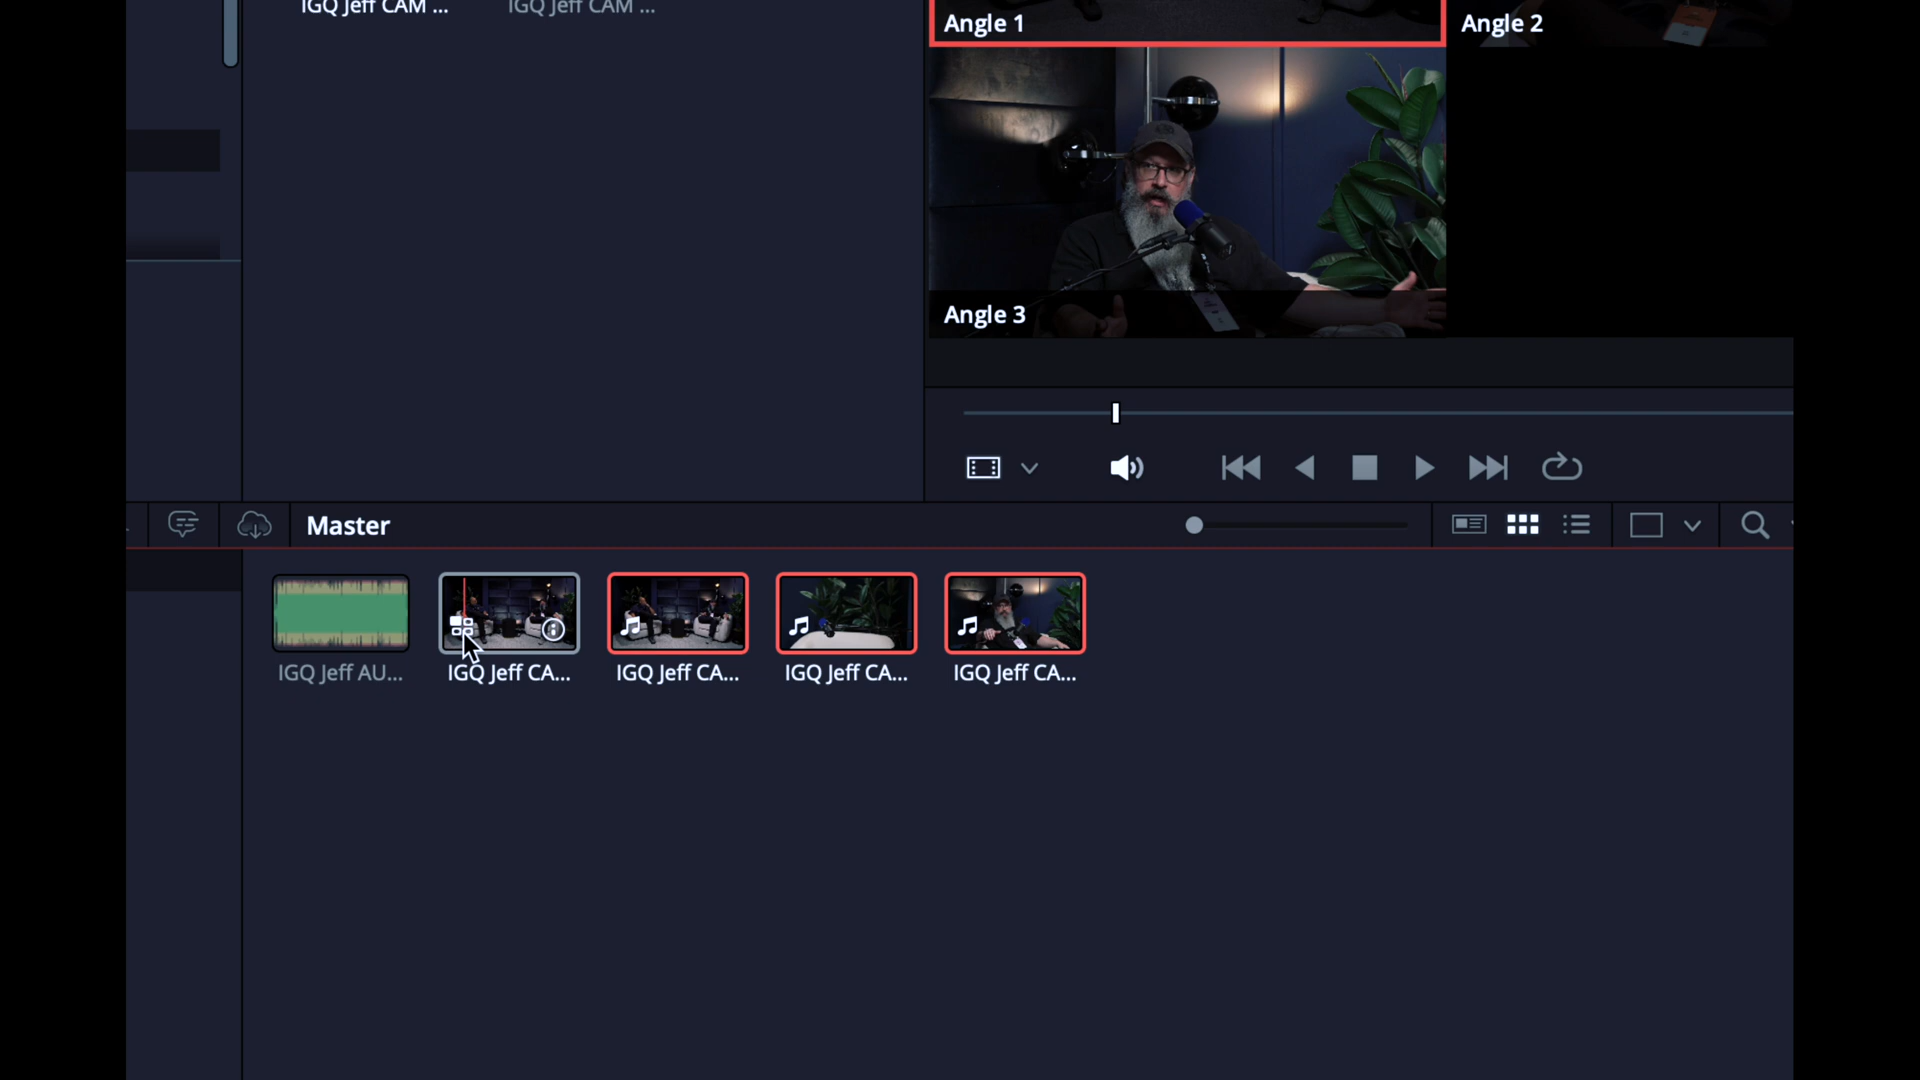 IGQ Jeff CAM ...
IGQ Jeff CAM ...
Angle 1
Angle 2
Angle 3
Master
IGQ Jeff AU...
IGQ Jeff CA...
IGQ Jeff CA...
IGQ Jeff CA...
IGQ Jeff CA...